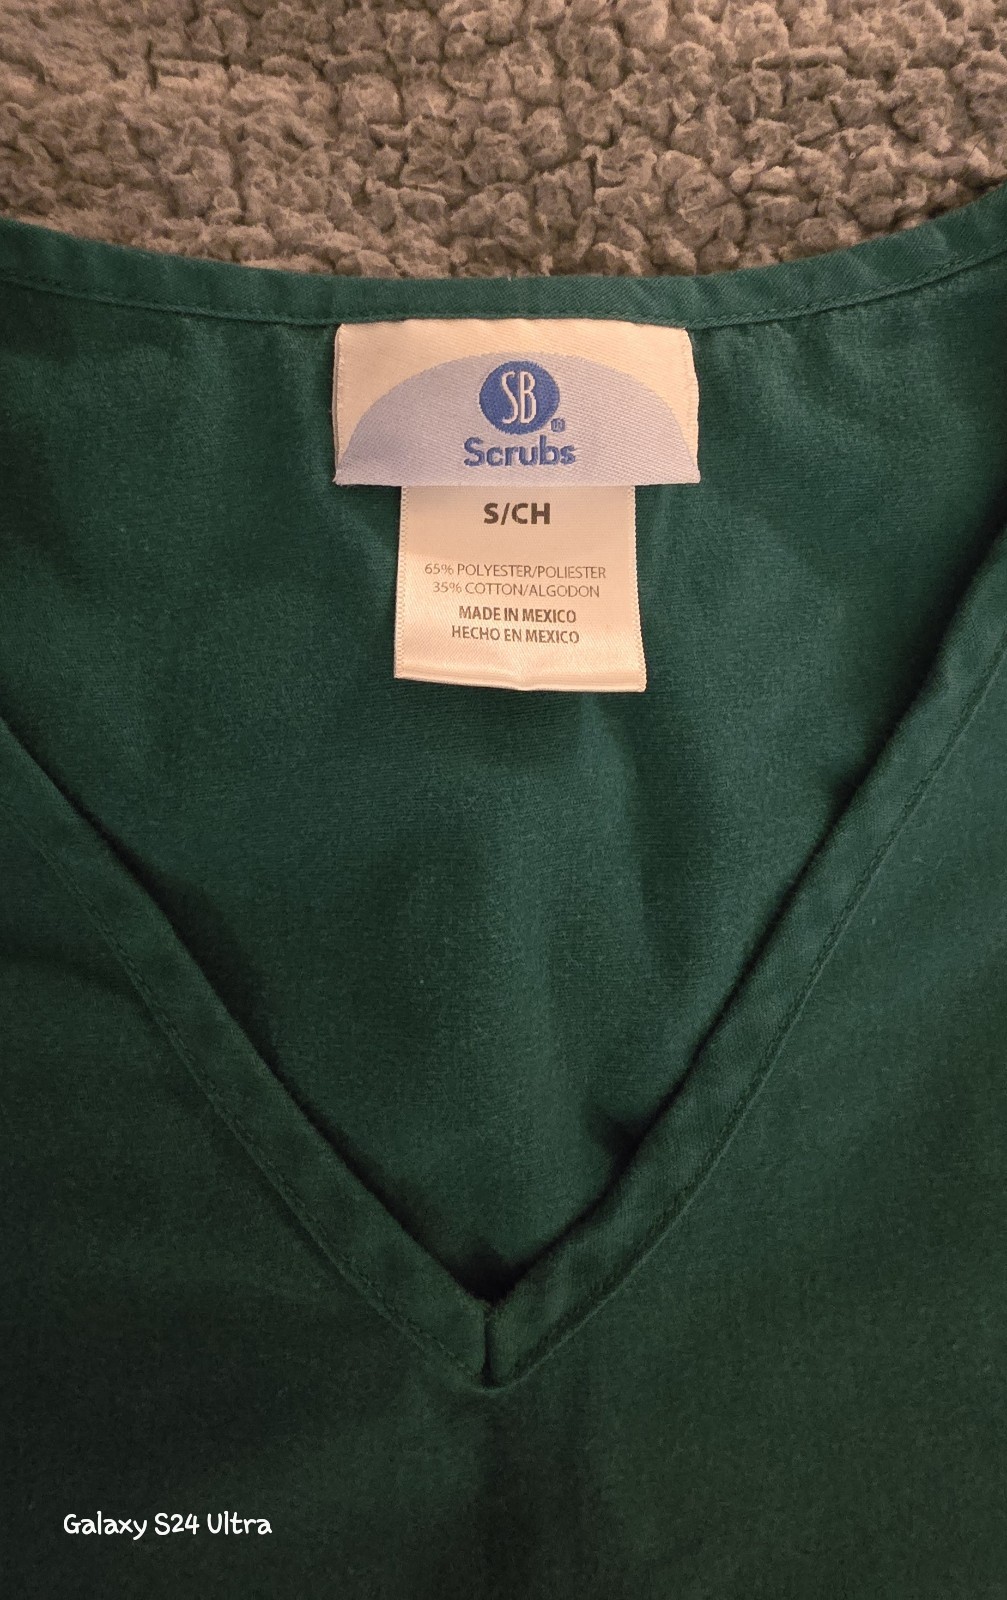 SB®
Scrubs
S/CH
65% POLYESTER/POLIESTER
35% COTTON/ALGODON
MADE IN MEXICO
HECHO EN MEXICO
Galaxy S24 Ultra